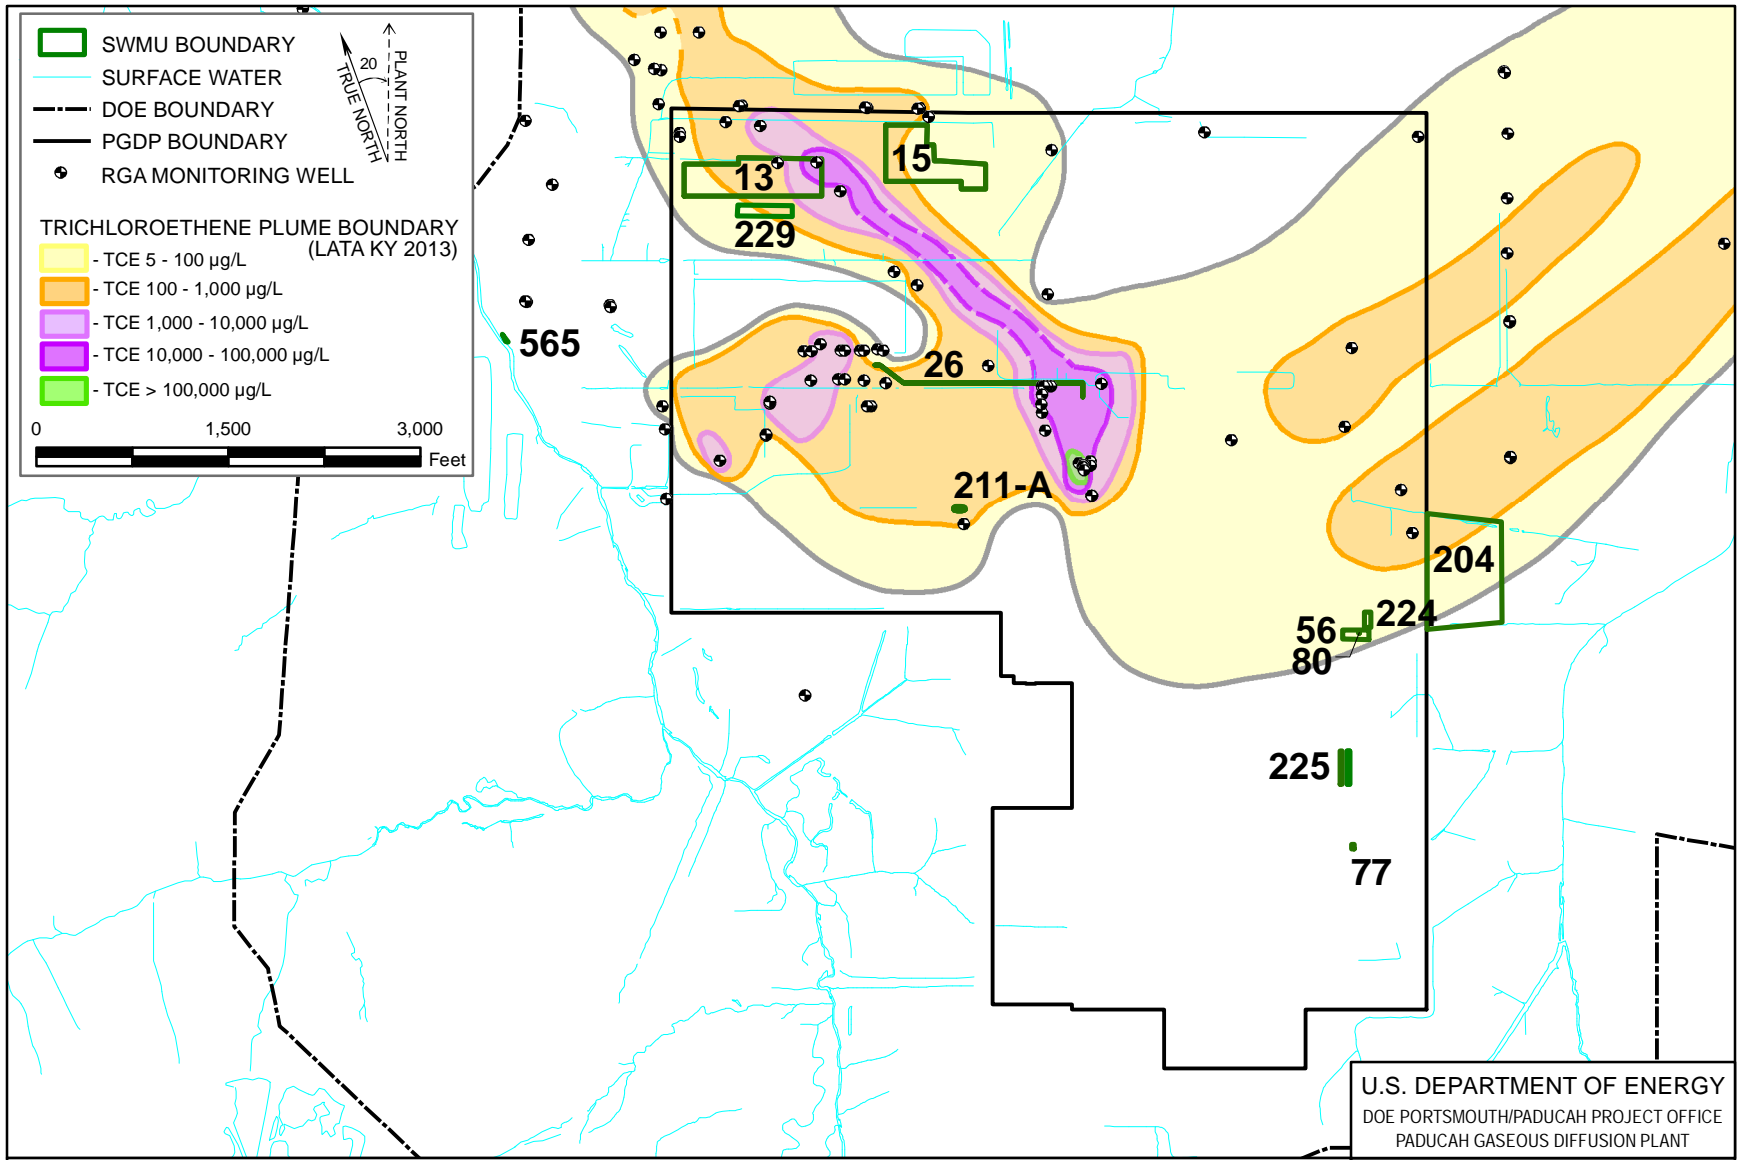 SWMU BOUNDARY
SURFACE WATER
DOE BOUNDARY
PGDP BOUNDARY
RGA MONITORING WELL
20
TRUE NORTH
PLANT NORTH
TRICHLOROETHENE PLUME BOUNDARY
(LATA KY 2013)
- TCE 5 - 100 µg/L
- TCE 100 - 1,000 µg/L
- TCE 1,000 - 10,000 µg/L
- TCE 10,000 - 100,000 µg/L
- TCE > 100,000 µg/L
0 1,500 3,000
Feet
15
13
229
565
26
211-A
204
224
56
80
225
77
U.S. DEPARTMENT OF ENERGY
DOE PORTSMOUTH/PADUCAH PROJECT OFFICE
PADUCAH GASEOUS DIFFUSION PLANT